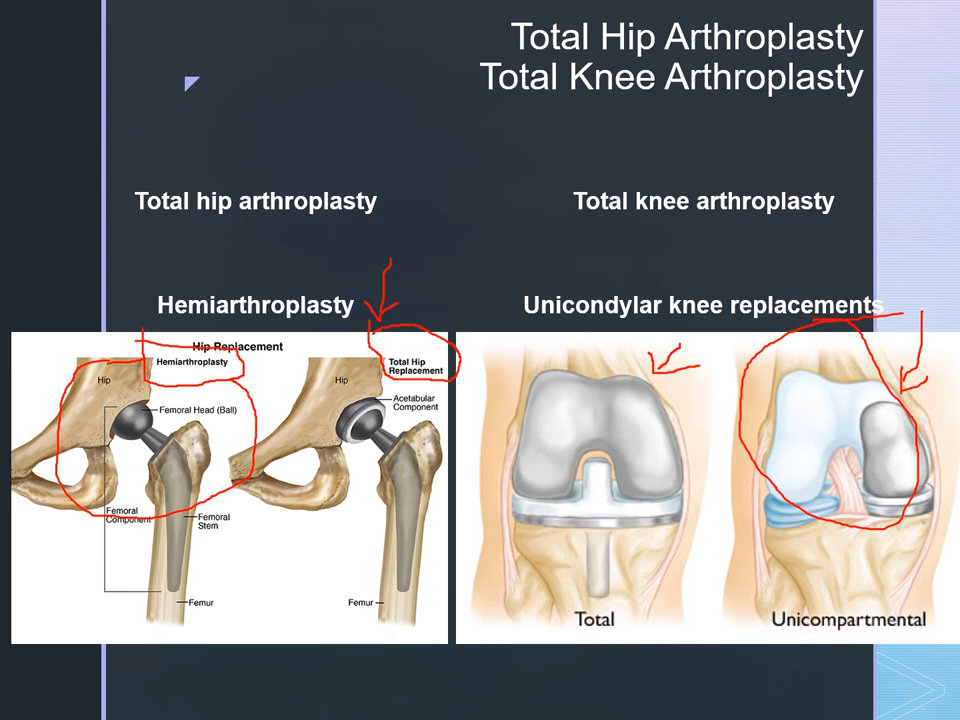 Total Hip Arthroplasty
Total Knee Arthroplasty
Total hip arthroplasty
Total knee arthroplasty
Hemiarthroplasty
Unicondylar knee replacements
Hip Replacement
Hemiarthroplasty
Hip
Femoral Head (Ball)
Femoral
Component
Femoral
Stem
Femur
Total Hip
Replacement
Hip
Acetabular
Component
Femur
Total
Unicompartmental